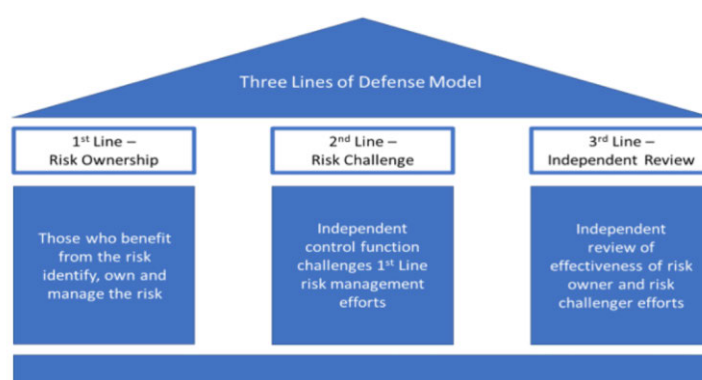 Three Lines of Defense Model
1st Line –
Risk Ownership
2nd Line –
Risk Challenge
3rd Line –
Independent Review
Those who benefit
from the risk
identify, own and
manage the risk
Independent
control function
challenges 1st Line
risk management
efforts
Independent
review of
effectiveness of risk
owner and risk
challenger efforts